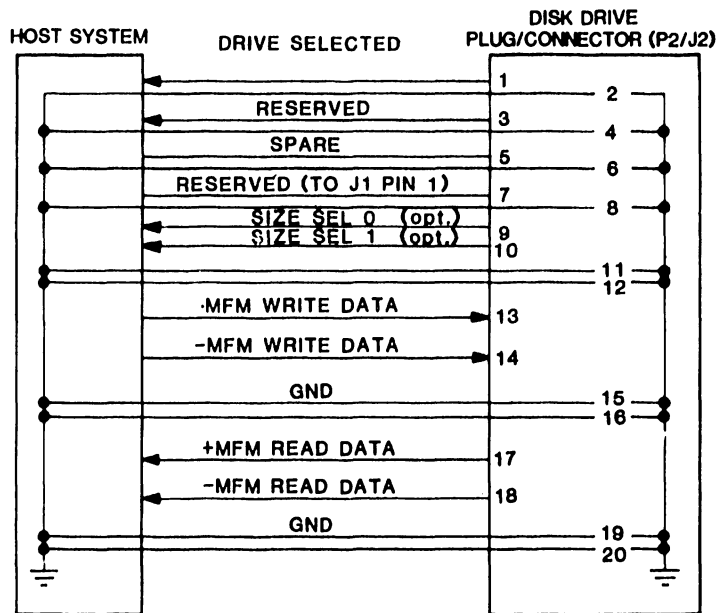 DISK DRIVE
HOST SYSTEM DRIVE SELECTED PLUG/CONNECTOR (P2/J2)
1
2
RESERVED
3
4
SPARE
5
6
RESERVED (TO J1 PIN 1)
7
8
SIZE SEL 0 (opt.)
9
SIZE SEL 1 (opt.)
10
11
12
·MFM WRITE DATA
13
-MFM WRITE DATA
14
GND
15
16
+MFM READ DATA
17
-MFM READ DATA
18
GND
19
20